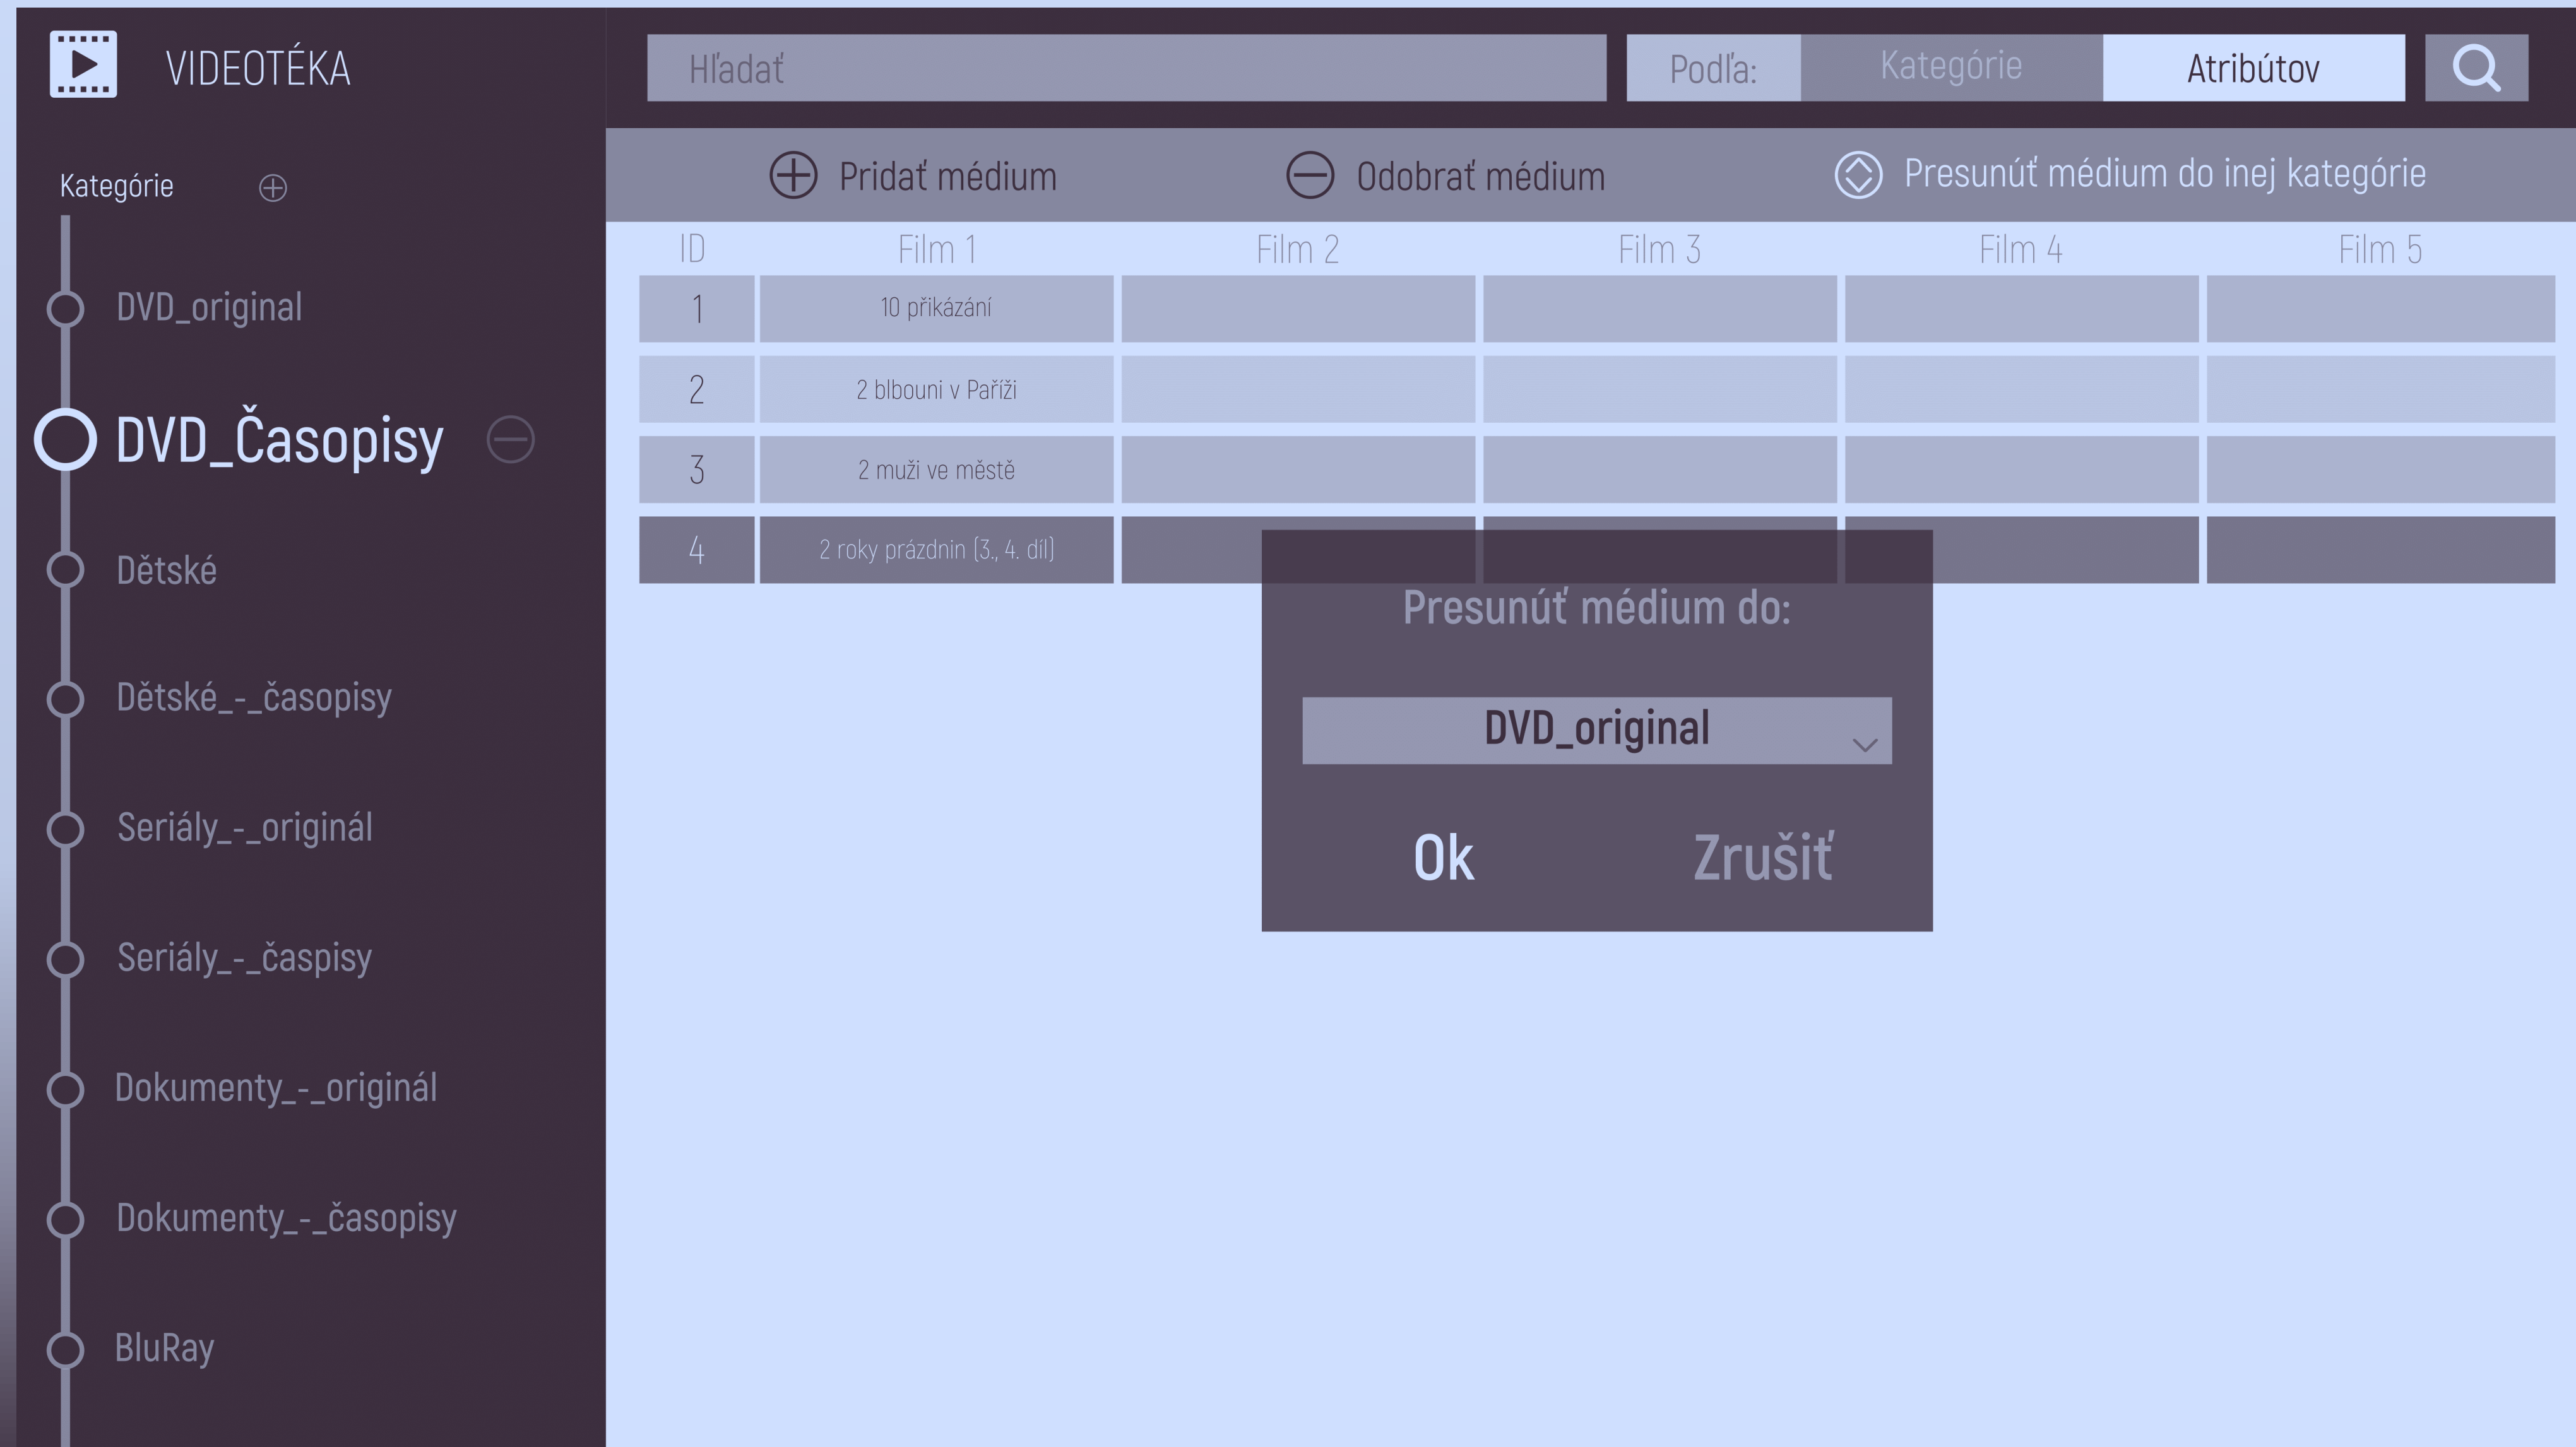 VIDEOTÉKA
Hľadať
Podľa: Kategórie Atribútov
Kategórie
Pridať médium Odobrať médium Presunúť médium do inej kategórie
DVD_original
DVD_Časopisy
Dětské
Dětské_-_časopisy
Seriály_-_originál
Seriály_-_časpisy
Dokumenty_-_originál
Dokumenty_-_časopisy
BluRay
ID Film 1 Film 2 Film 3 Film 4 Film 5
1 10 přikázání
2 2 blbouni v Paříži
3 2 muži ve městě
4 2 roky prázdnin (3., 4. díl)
Presunúť médium do:
DVD_original
Ok Zrušiť